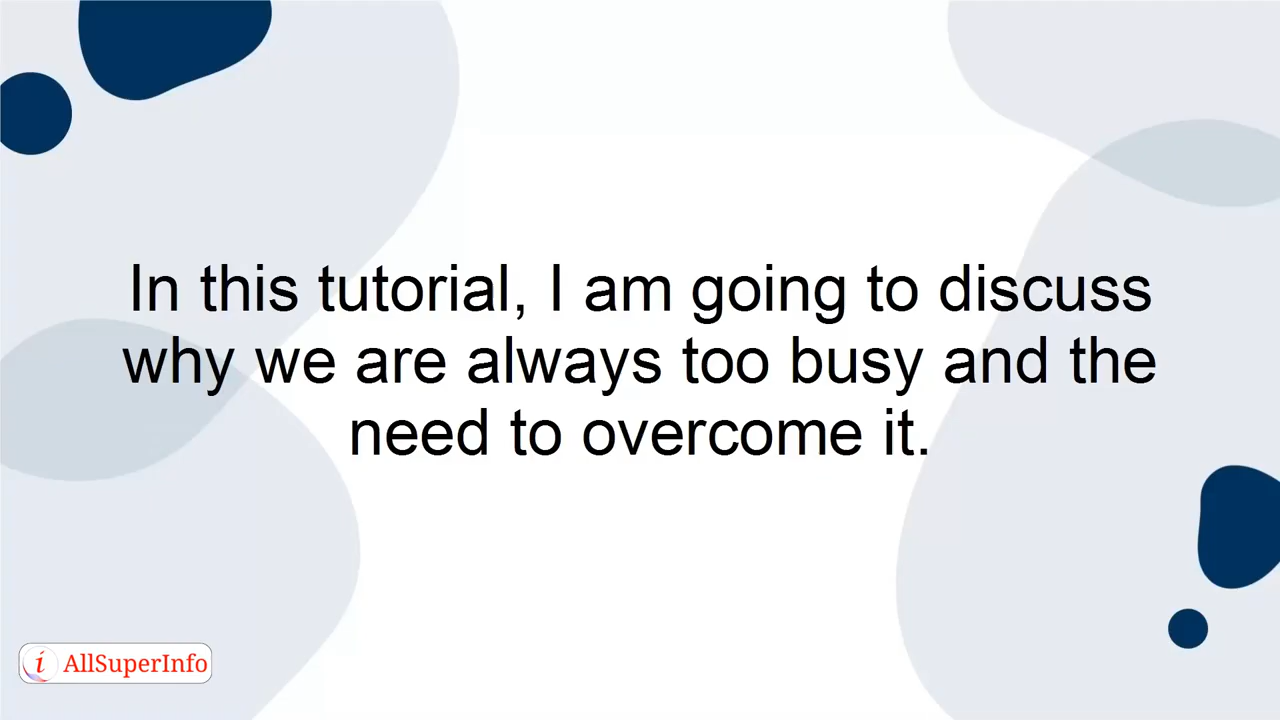 In this tutorial, I am going to discuss
why we are always too busy and the
need to overcome it.
i AllSuperInfo